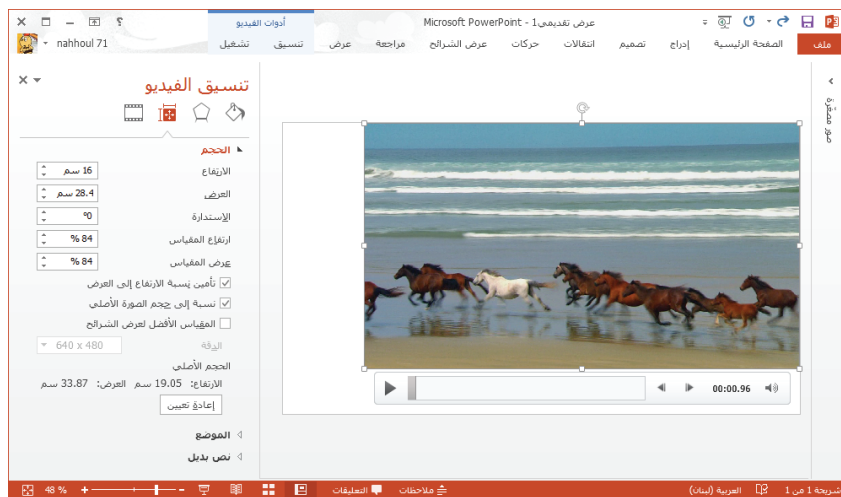 عرض تقديمي1 - Microsoft PowerPoint
أدوات الفيديو
ملف الصفحة الرئيسية إدراج تصميم انتقالات حركات عرض الشرائح مراجعة عرض تنسيق تشغيل
nahhoul 71
صور مصغّرة
تنسيق الفيديو
الحجم
الارتفاع 16 سم
العرض 28.4 سم
الاستدارة 0°
ارتفاع المقياس 84 %
عرض المقياس 84 %
تأمين نسبة الارتفاع إلى العرض
نسبة إلى حجم الصورة الأصلي
المقياس الأفضل لعرض الشرائح
الدقة 640 x 480
الحجم الأصلي
الارتفاع: 19.05 سم العرض: 33.87 سم
إعادة تعيين
الموضع
نص بديل
00:00.96
شريحة 1 من 1 العربية (لبنان) ملاحظات التعليقات 48 %